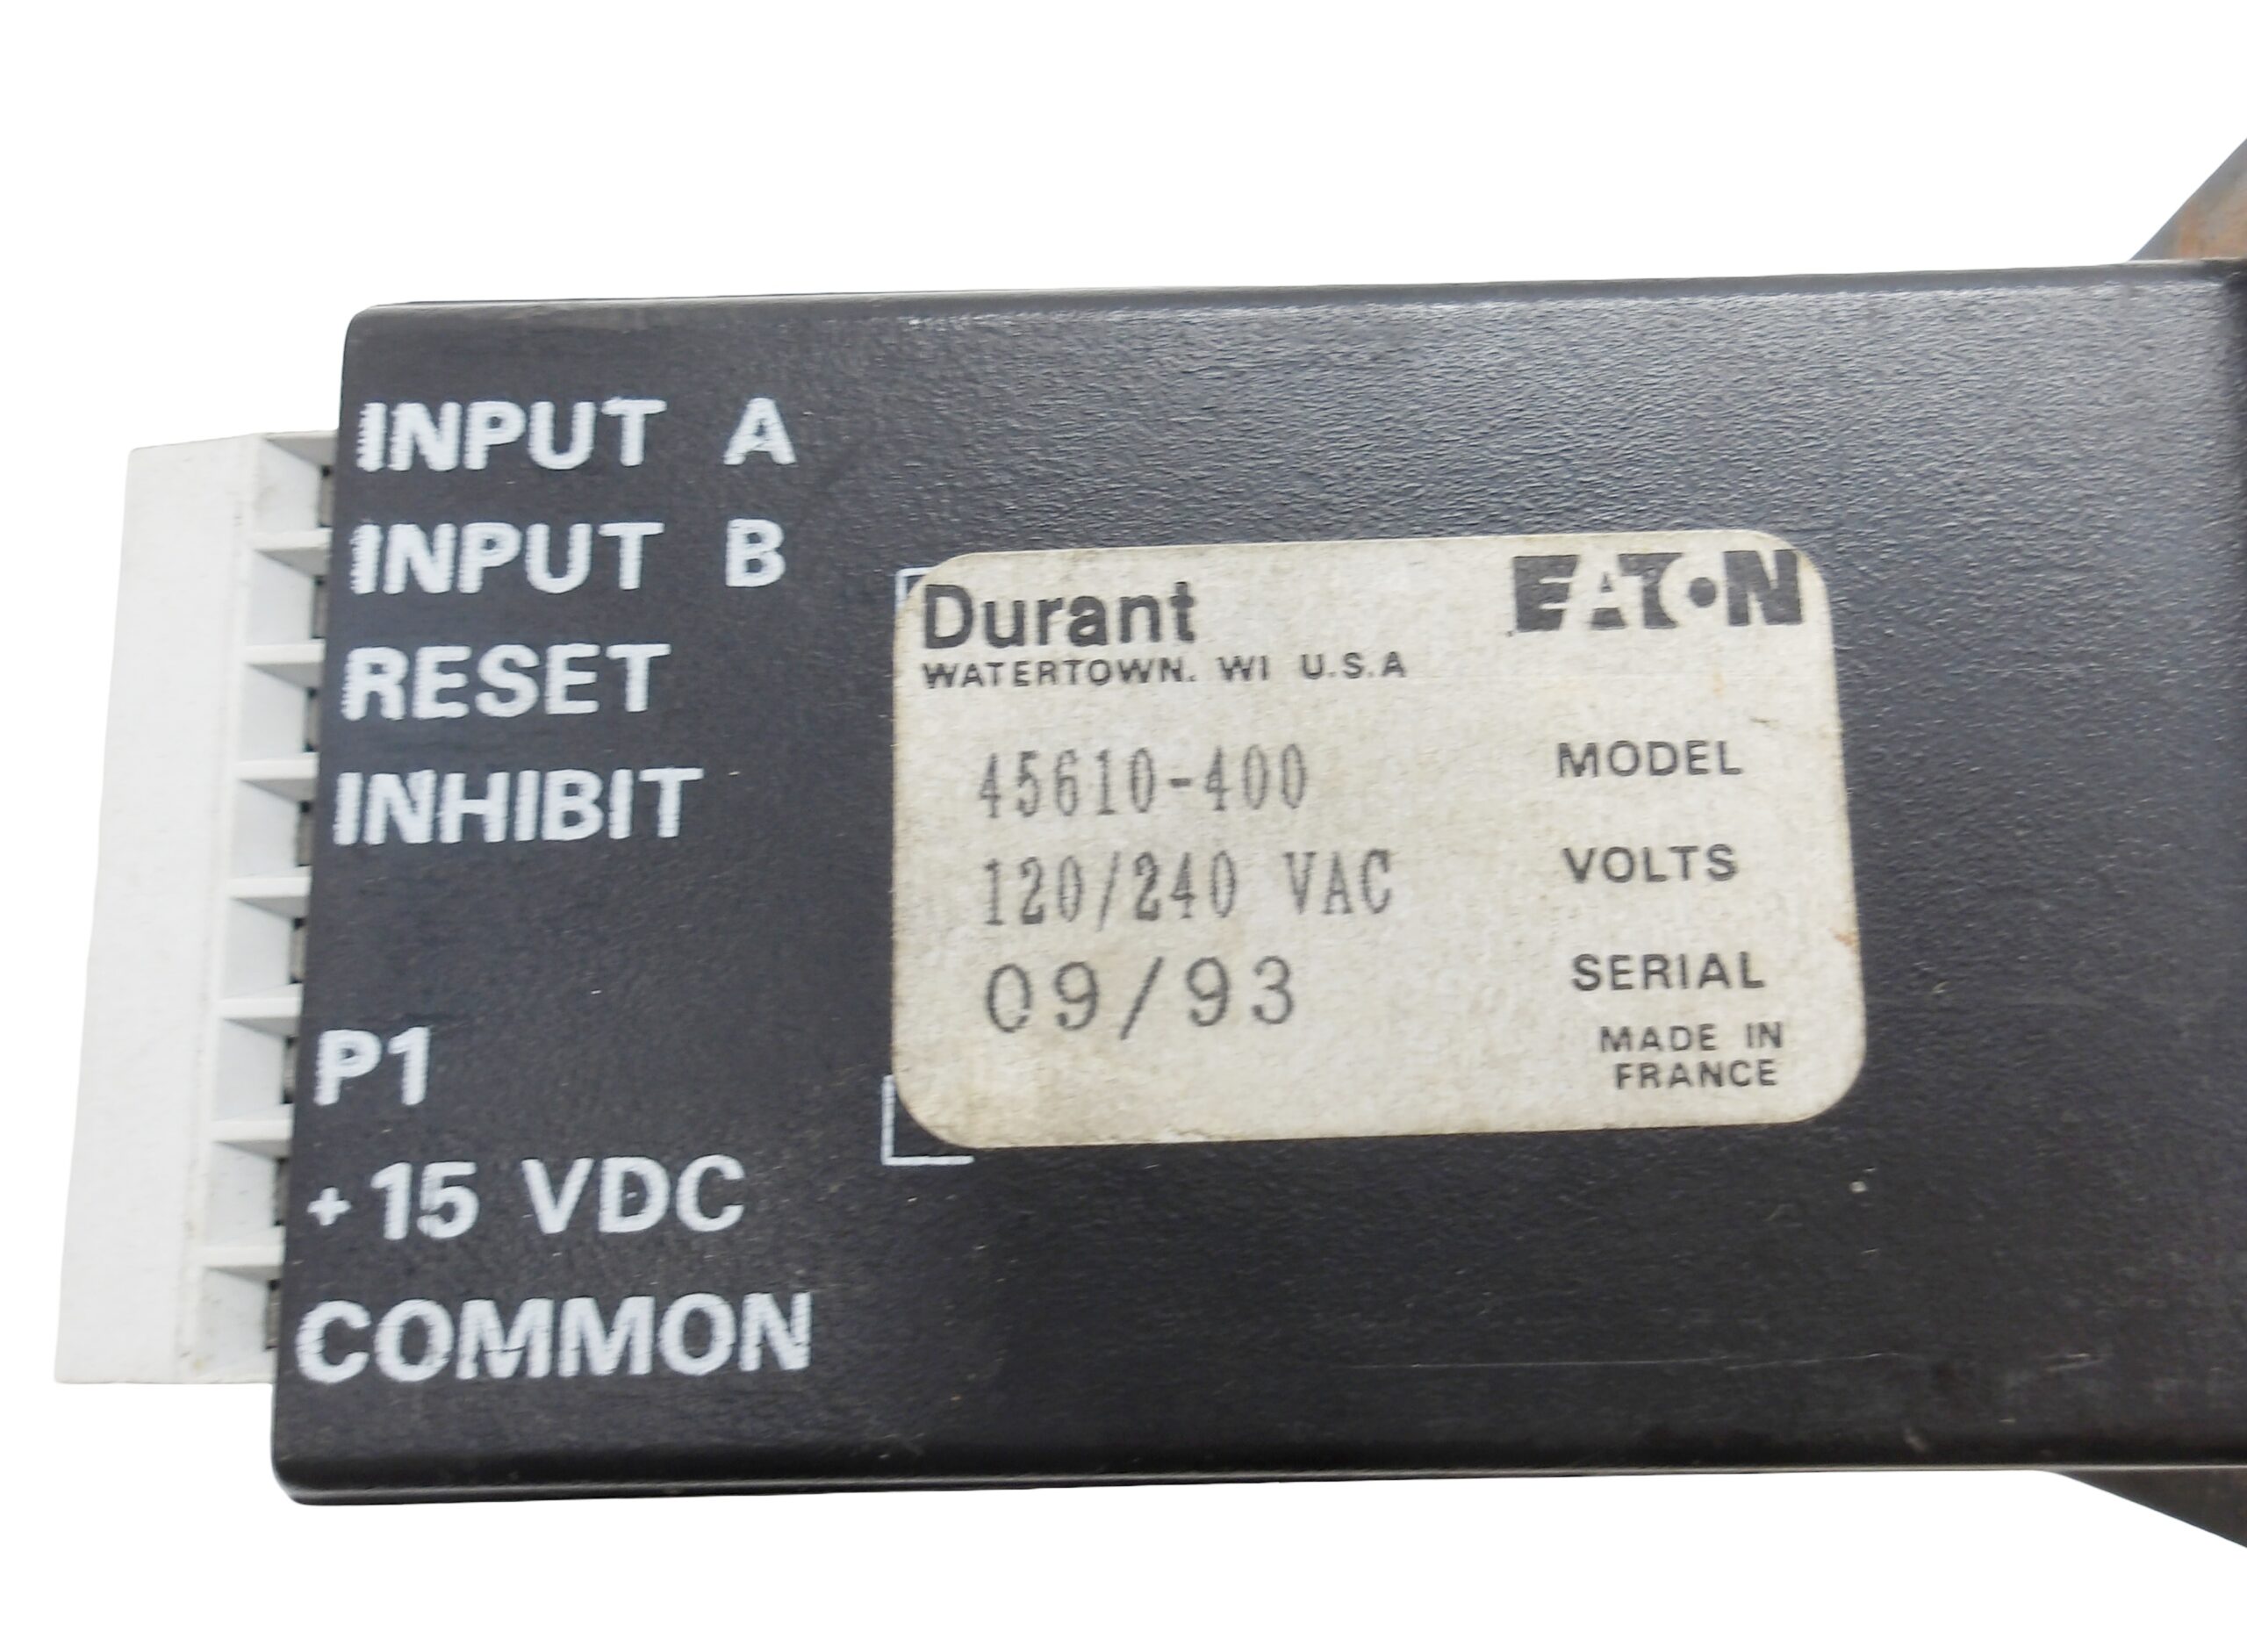 INPUT A
INPUT B
RESET
INHIBIT
P1
+15 VDC
COMMON
Durant EATON
WATERTOWN. WI U.S.A
45610-400 MODEL
120/240 VAC VOLTS
09/93 SERIAL
MADE IN
FRANCE